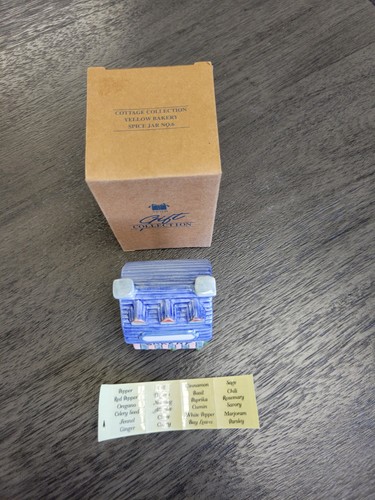 COTTAGE COLLECTION
YELLOW BAKERY
SPICE JAR NO.6
Gift
COLLECTION
Pepper
Red Pepper
Oregano
Celery Seed
Fennel
Ginger
Nutmeg
Cinnamon
Basil
Paprika
Cumin
White Pepper
Bay Leaves
Sage
Chili
Rosemary
Savory
Marjoram
Parsley